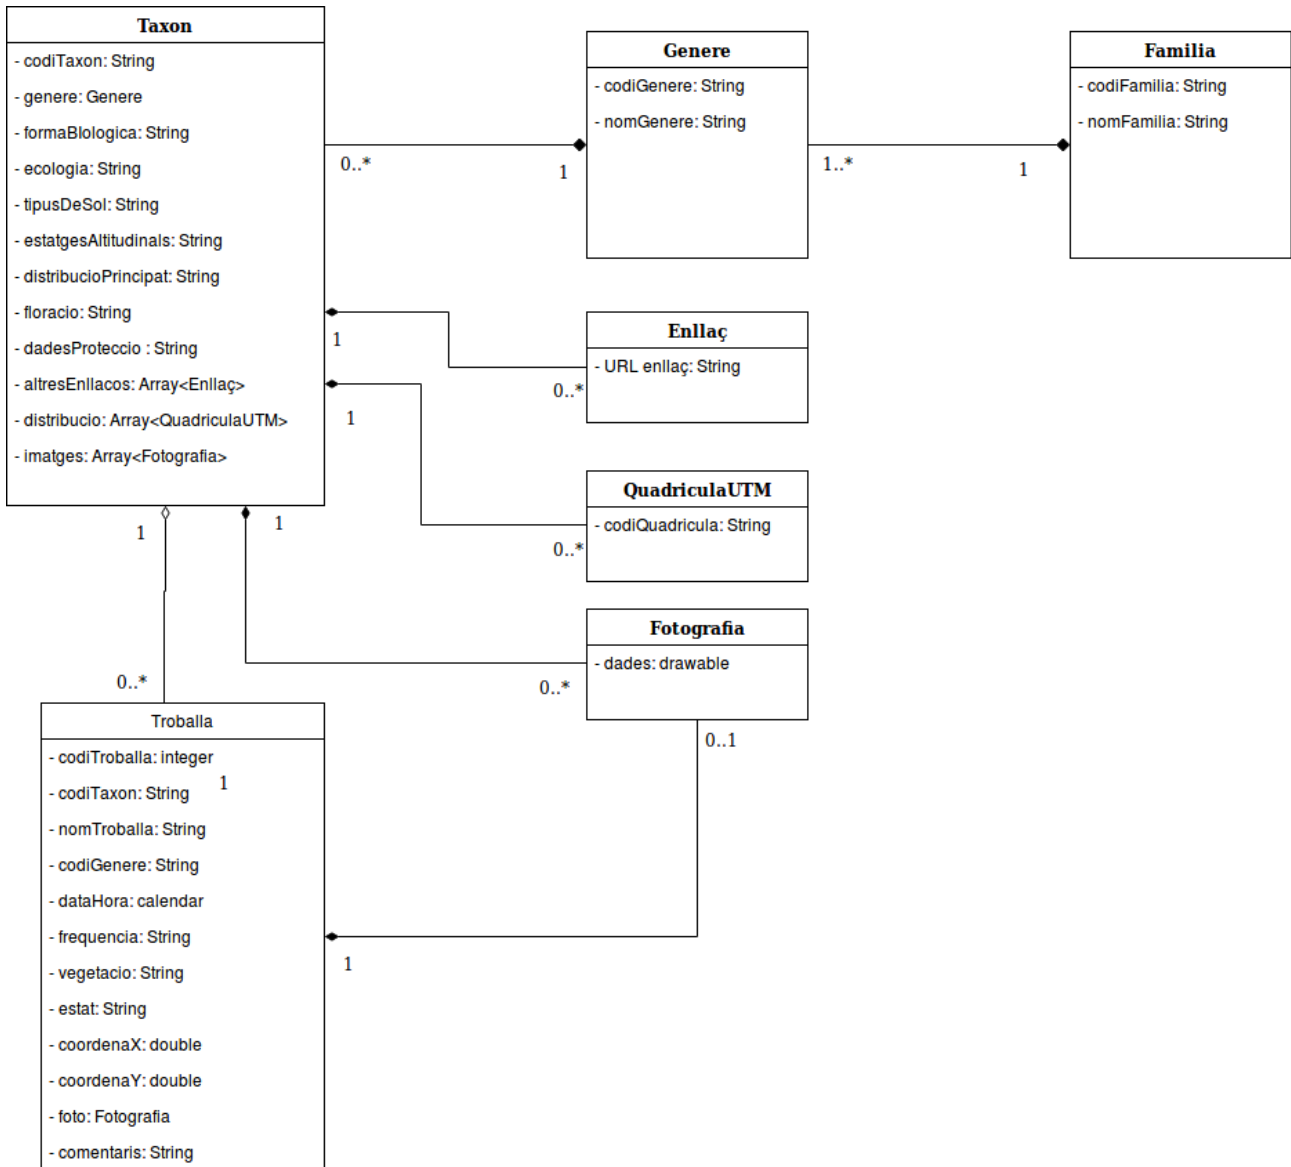 Taxon
- codiTaxon: String
- genere: Genere
- formaBIologica: String
- ecologia: String
- tipusDeSol: String
- estatgesAltitudinals: String
- distribucioPrincipat: String
- floracio: String
- dadesProteccio : String
- altresEnllacos: Array<Enllaç>
- distribucio: Array<QuadriculaUTM>
- imatges: Array<Fotografia>
Genere
- codiGenere: String
- nomGenere: String
Familia
- codiFamilia: String
- nomFamilia: String
0..*
1
1..*
1
Enllaç
- URL enllaç: String
1
0..*
QuadriculaUTM
- codiQuadricula: String
1
0..*
Fotografia
- dades: drawable
1
0..*
1
0..*
0..1
Troballa
- codiTroballa: integer
1
- codiTaxon: String
- nomTroballa: String
- codiGenere: String
- dataHora: calendar
- frequencia: String
- vegetacio: String
- estat: String
- coordenaX: double
- coordenaY: double
- foto: Fotografia
- comentaris: String
1